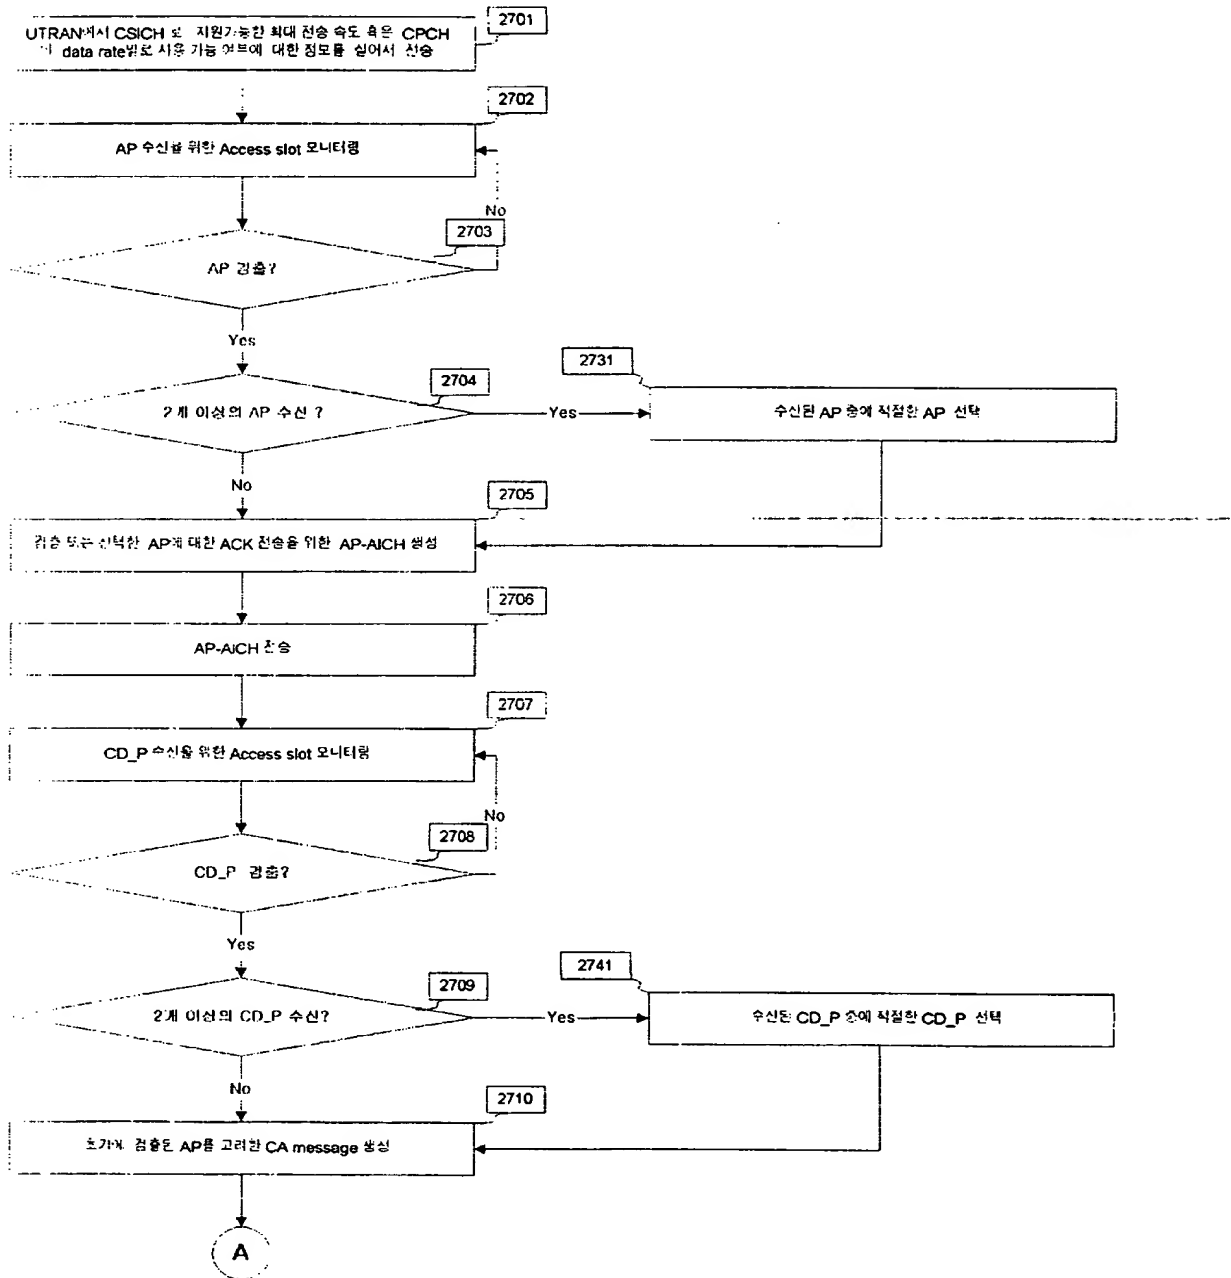 2701
UTRAN에서 CSICH 로 지원가능한 최대 전송 속도 혹은 CPCH
data rate별로 사용 가능 여부에 대한 정보를 실어서 전송
2702
AP 수신을 위한 Access slot 모니터링
No
2703
AP 검출?
Yes
2704
2개 이상의 AP 수신 ?
Yes
2731
수신된 AP 중에 적절한 AP 선택
No
2705
검출 또는 선택한 AP에 대한 ACK 전송을 위한 AP-AICH 생성
2706
AP-AICH 전송
2707
CD_P 수신을 위한 Access slot 모니터링
No
2708
CD_P 검출?
Yes
2709
2개 이상의 CD_P 수신?
Yes
2741
수신된 CD_P 중에 적절한 CD_P 선택
No
2710
초기에 검출된 AP를 고려한 CA message 생성
A